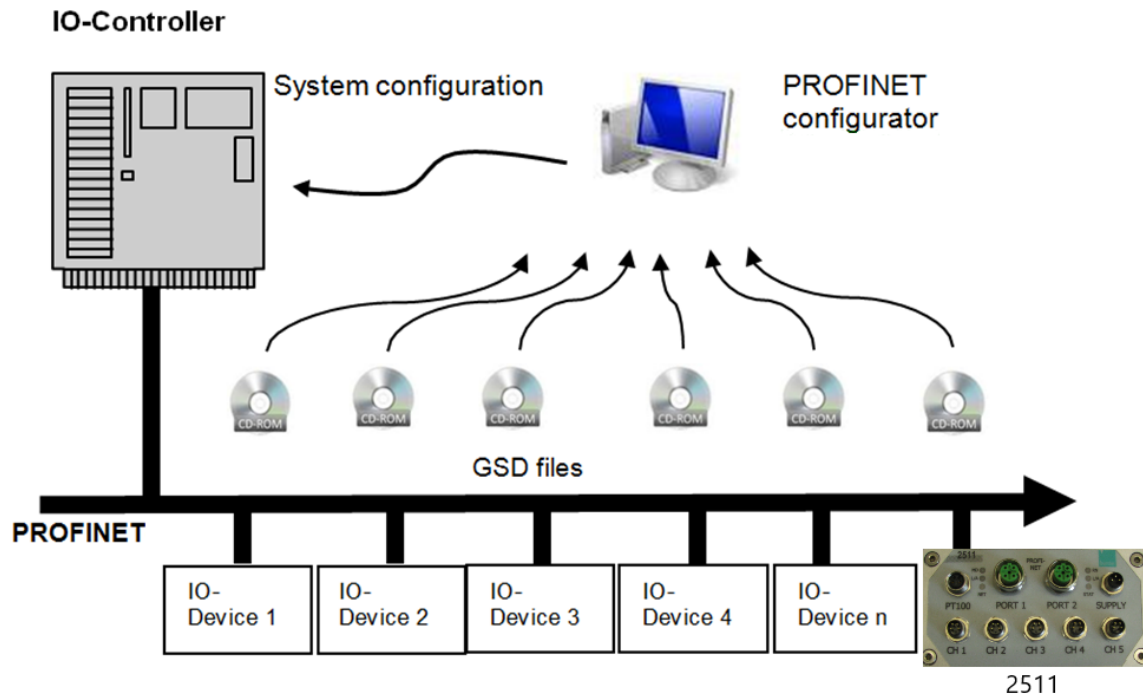 IO-Controller
System configuration
PROFINET
configurator
CD-ROM
CD-ROM
CD-ROM
CD-ROM
CD-ROM
CD-ROM
GSD files
PROFINET
IO-
Device 1
IO-
Device 2
IO-
Device 3
IO-
Device 4
IO-
Device n
2511
PROFI-
NET
PT100
PORT 1
PORT 2
SUPPLY
CH 1
CH 2
CH 3
CH 4
CH 5
2511